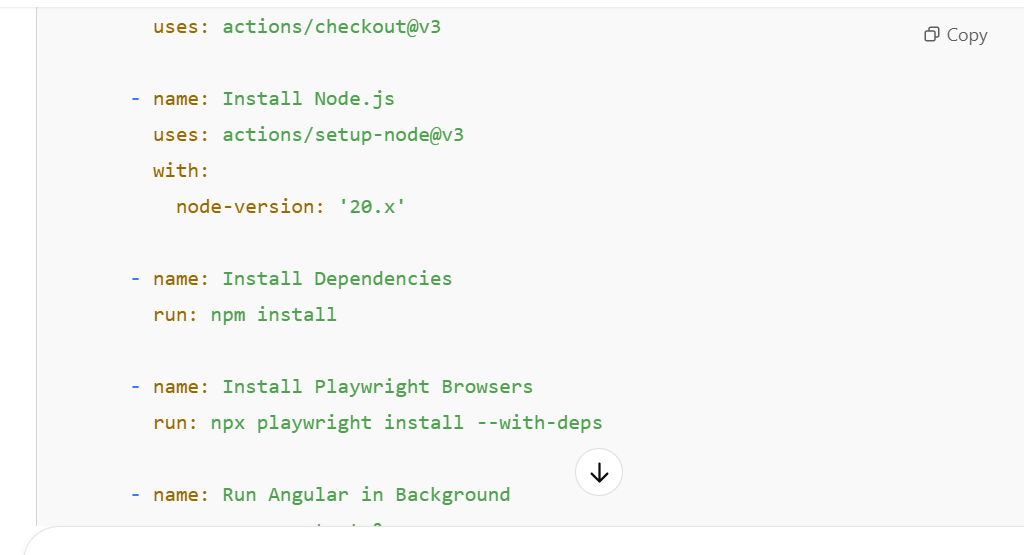 uses: actions/checkout@v3
Copy
- name: Install Node.js
uses: actions/setup-node@v3
with:
node-version: '20.x'
- name: Install Dependencies
run: npm install
- name: Install Playwright Browsers
run: npx playwright install --with-deps
- name: Run Angular in Background